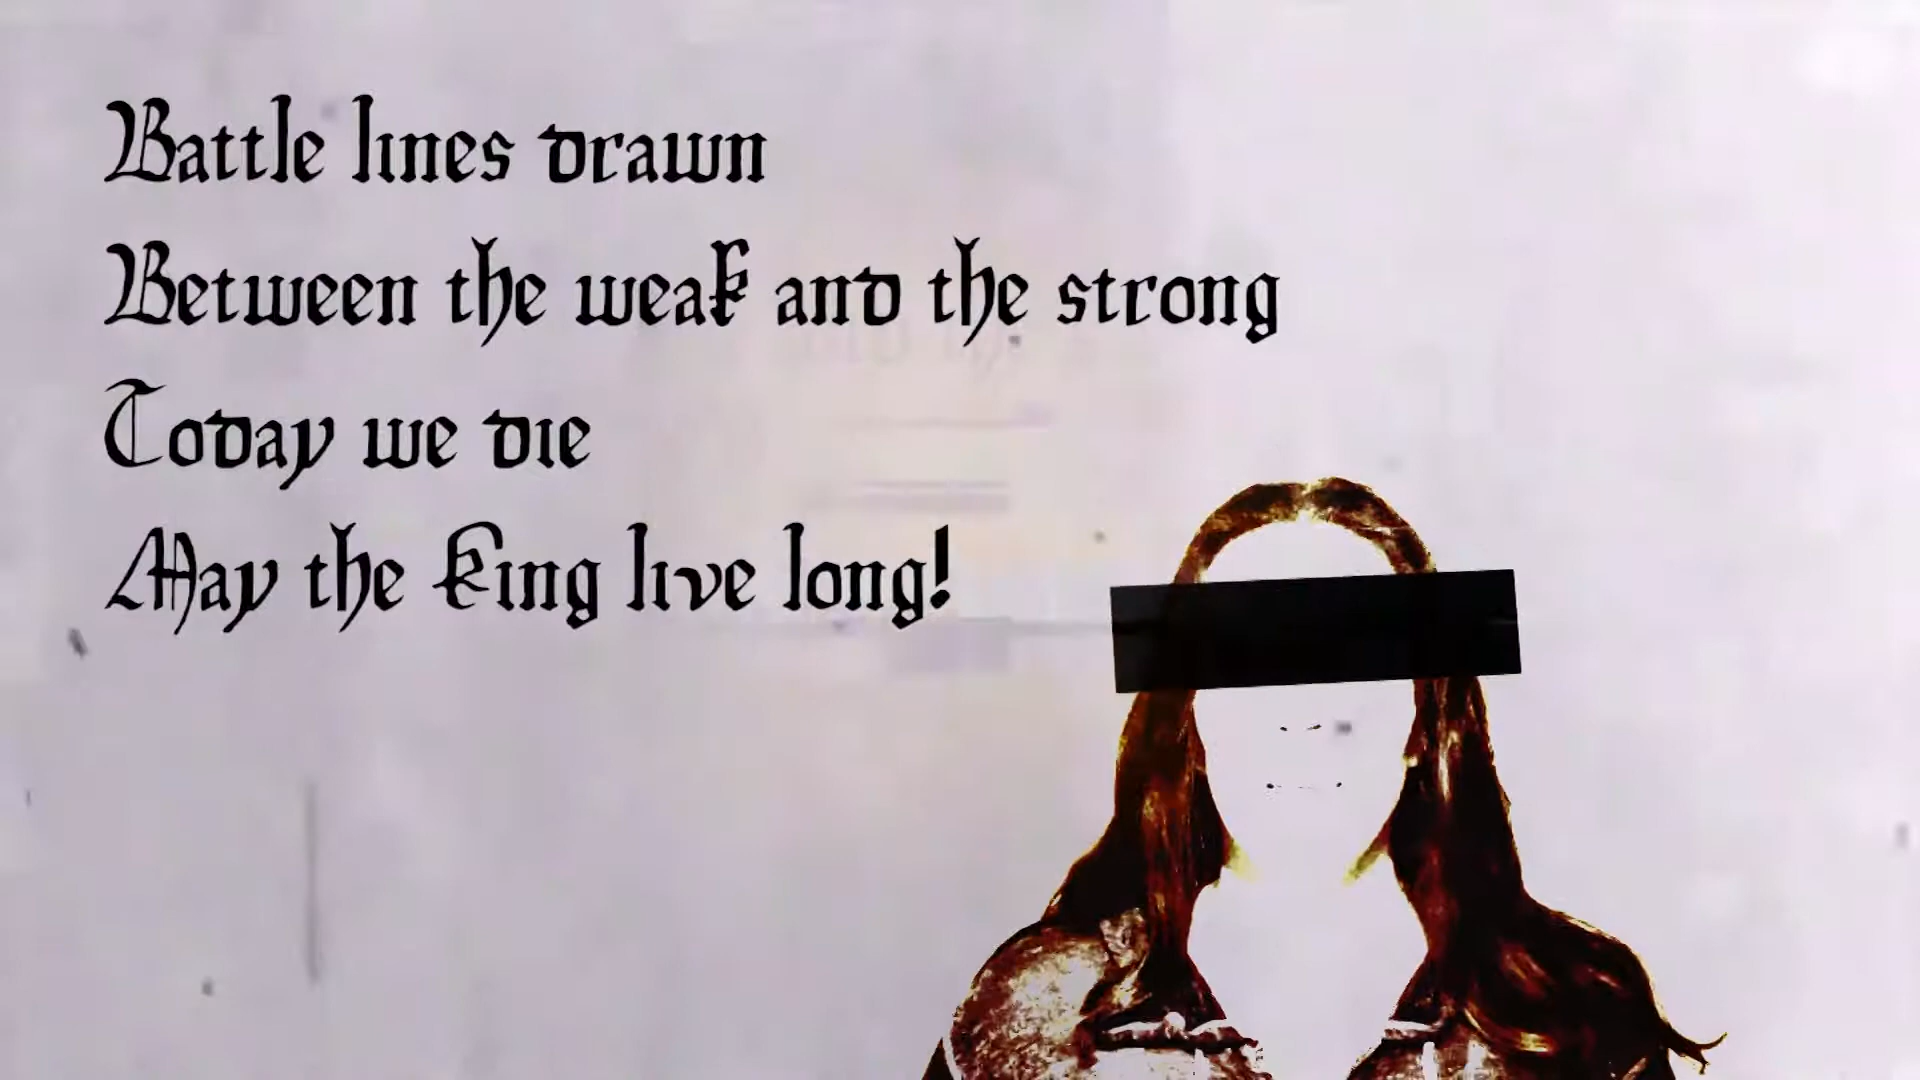 Battle lines drawn
Between the weak and the strong
Today we die
May the King live long!